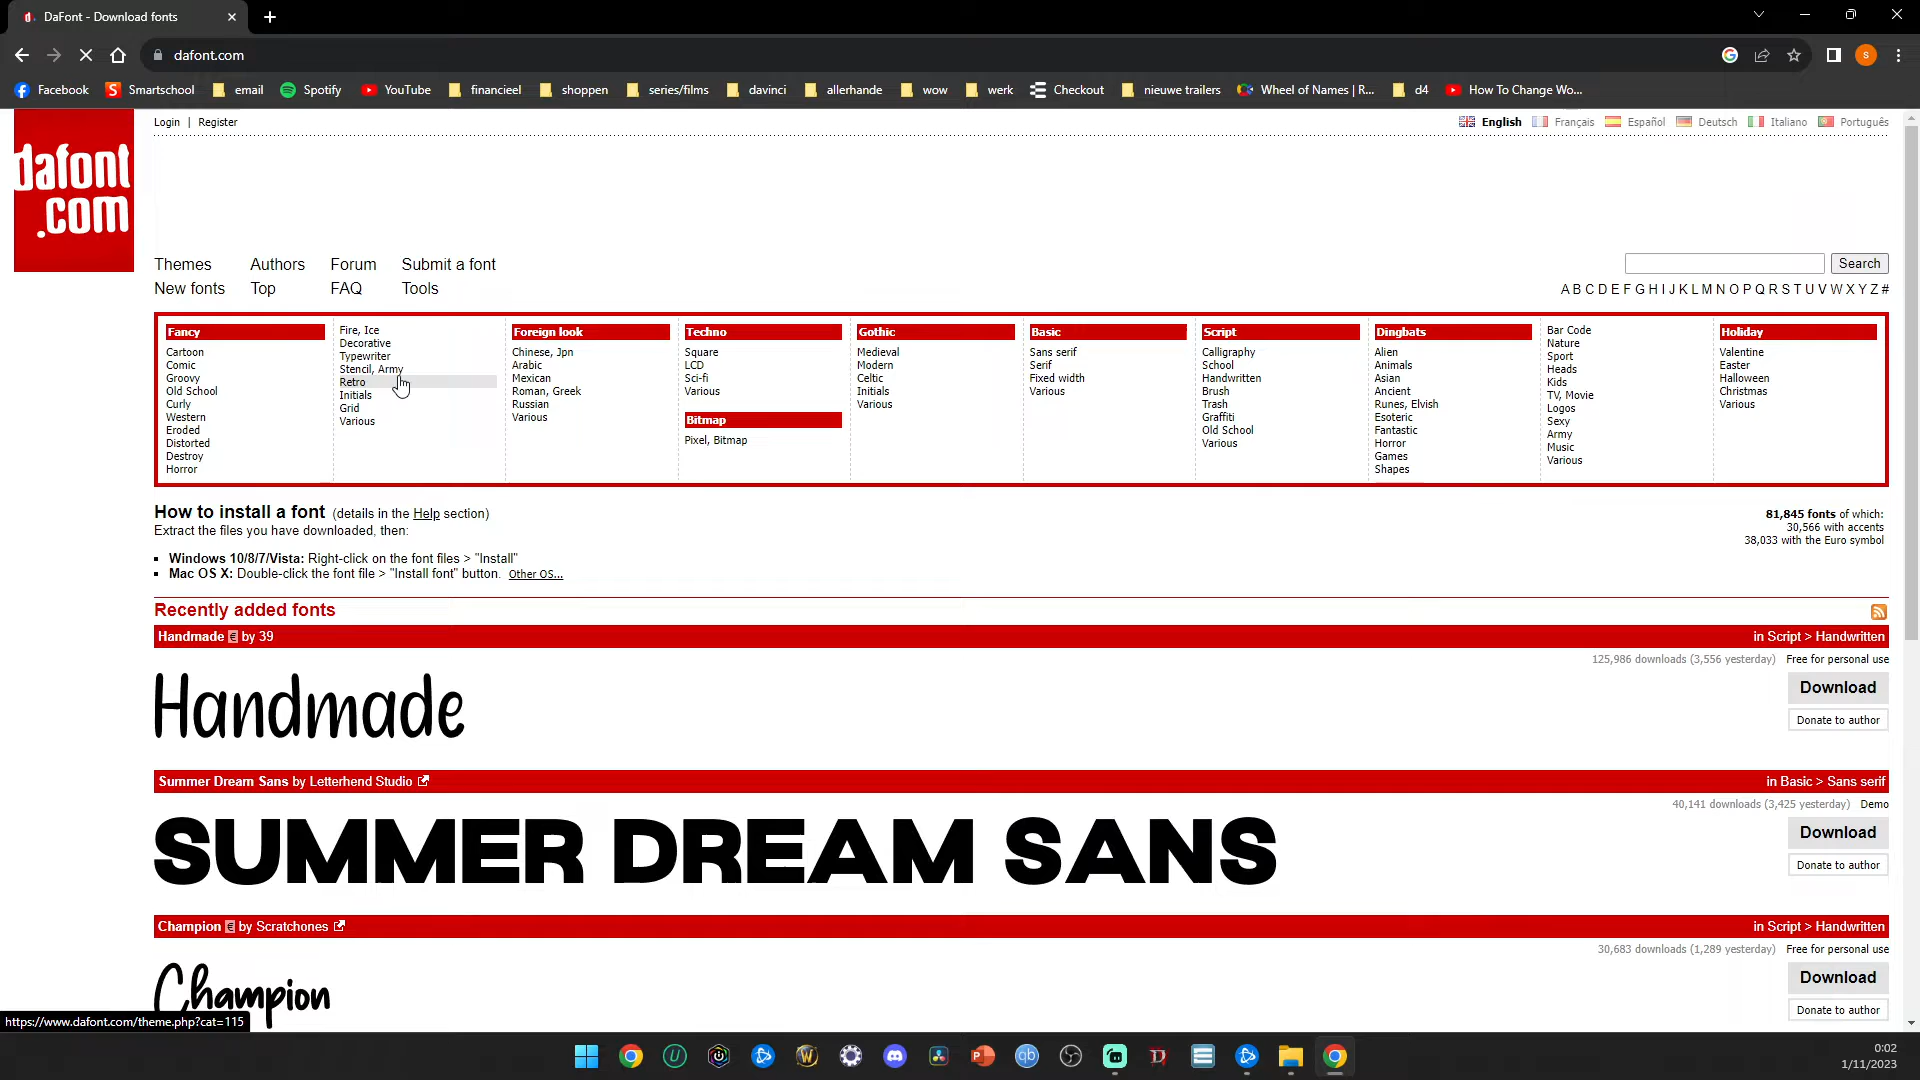 DaFont - Download fonts
dafont.com
Facebook Smartschool email Spotify YouTube financieel shoppen series/films davinci allerhande wow werk Checkout nieuwe trailers Wheel of Names | R... d4 How To Change Wo...
dafont
.com
Login | Register
English Français Español Deutsch Italiano Português
Themes Authors Forum Submit a font
New fonts Top FAQ Tools
Search
A B C D E F G H I J K L M N O P Q R S T U V W X Y Z #
Fancy
Cartoon
Comic
Groovy
Old School
Curly
Western
Eroded
Distorted
Destroy
Horror
Fire, Ice
Decorative
Typewriter
Stencil, Army
Retro
Initials
Grid
Various
Foreign look
Chinese, Jpn
Arabic
Mexican
Roman, Greek
Russian
Various
Techno
Square
LCD
Sci-fi
Various
Bitmap
Pixel, Bitmap
Gothic
Medieval
Modern
Celtic
Initials
Various
Basic
Sans serif
Serif
Fixed width
Various
Script
Calligraphy
School
Handwritten
Brush
Trash
Graffiti
Old School
Various
Dingbats
Alien
Animals
Asian
Ancient
Runes, Elvish
Esoteric
Fantastic
Horror
Games
Shapes
Bar Code
Nature
Sport
Heads
Kids
TV, Movie
Logos
Sexy
Army
Music
Various
Holiday
Valentine
Easter
Halloween
Christmas
Various
How to install a font (details in the Help section)
Extract the files you have downloaded, then:
Windows 10/8/7/Vista: Right-click on the font files > "Install"
Mac OS X: Double-click the font file > "Install font" button. Other OS...
81,845 fonts of which:
30,566 with accents
38,033 with the Euro symbol
Recently added fonts
Handmade € by 39 in Script > Handwritten
125,986 downloads (3,556 yesterday) Free for personal use
Handmade
Download
Donate to author
Summer Dream Sans by Letterhend Studio in Basic > Sans serif
40,141 downloads (3,425 yesterday) Demo
SUMMER DREAM SANS
Download
Donate to author
Champion € by Scratchones in Script > Handwritten
30,683 downloads (1,289 yesterday) Free for personal use
Champion
Download
Donate to author
https://www.dafont.com/theme.php?cat=115
0:02
1/11/2023